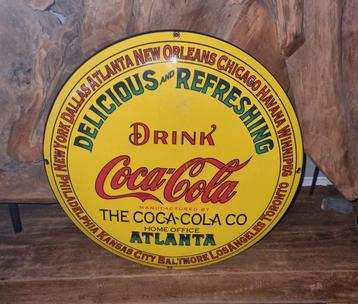 NEW YORK DALLAS ATLANTA NEW ORLEANS CHICAGO HAVANA WINNIPEG
DELICIOUS AND REFRESHING
DRINK
Coca-Cola
MANUFACTURED BY
THE COCA-COLA CO
HOME OFFICE
ATLANTA
PHILADELPHIA KANSAS CITY BALTIMORE LOS ANGELES TORONTO